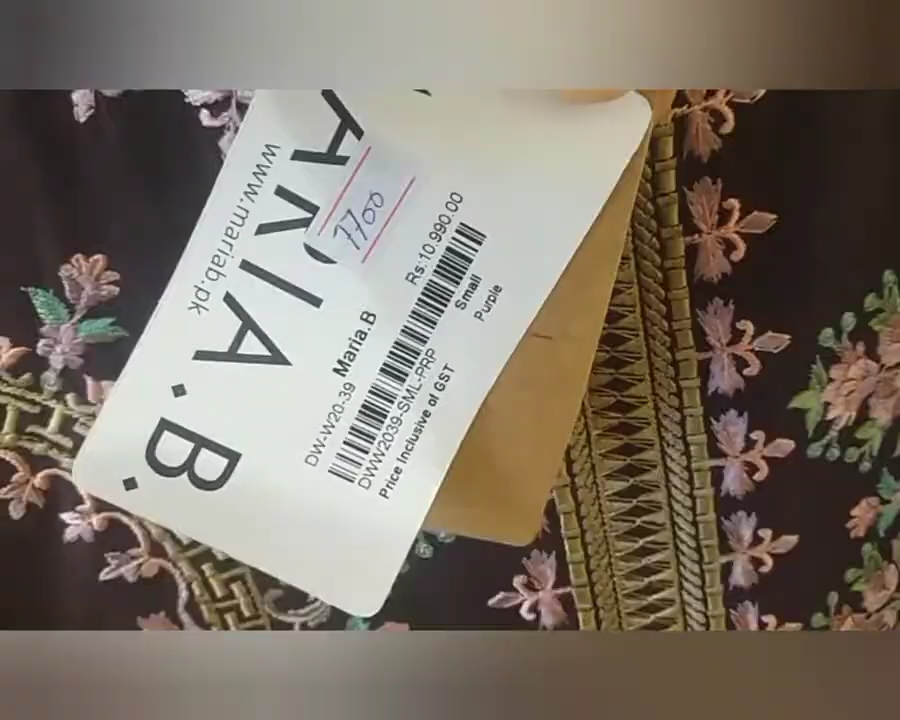 MARIA.B.
www.mariab.pk
7700
DW-W20-39 Maria.B Rs:10,990.00
DWW2039-SML-PRP Small
Price Inclusive of GST Purple